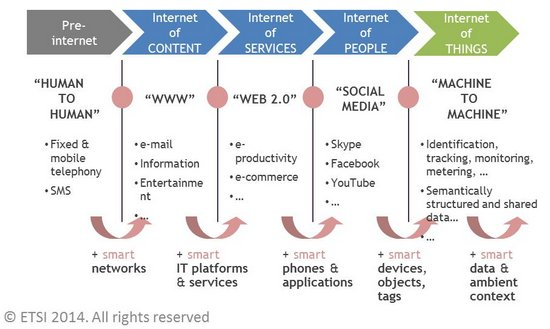 Pre-
internet
Internet
of
CONTENT
Internet
of
SERVICES
Internet
of
PEOPLE
Internet
of
THINGS
“HUMAN
TO
HUMAN”
“WWW”
“WEB 2.0”
“SOCIAL
MEDIA”
“MACHINE
TO
MACHINE”
• Fixed &
mobile
telephony
• SMS
• e-mail
• Information
• Entertainme
nt
• ...
• e-
productivity
• e-commerce
• ...
• Skype
• Facebook
• YouTube
• ...
• Identification,
tracking, monitoring,
metering, ...
• Semantically
structured and shared
data...
• ...
+ smart
networks
+ smart
IT platforms
& services
+ smart
phones &
applications
+ smart
devices,
objects,
tags
+ smart
data &
ambient
context
© ETSI 2014. All rights reserved